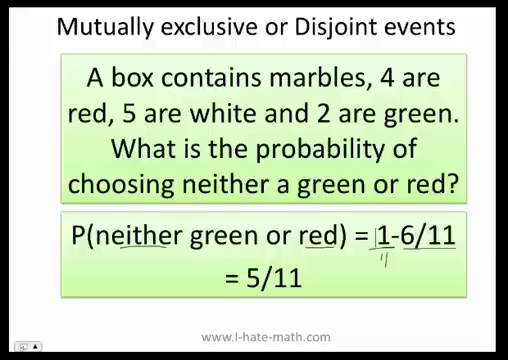 Mutually exclusive or Disjoint events
A box contains marbles, 4 are
red, 5 are white and 2 are green.
What is the probability of
choosing neither a green or red?
P(neither green or red) = 1-6/11
= 5/11
www.I-hate-math.com